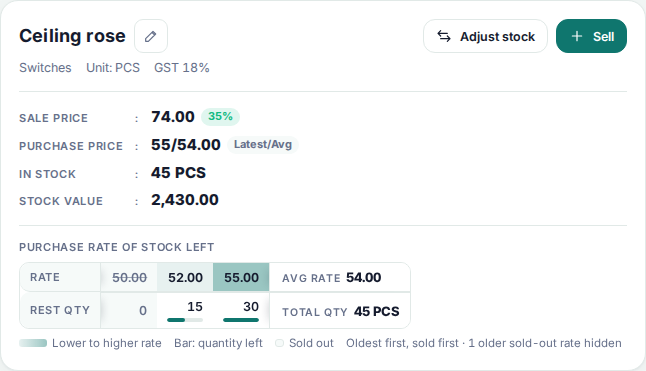 Ceiling rose Adjust stock + Sell
Switches Unit: PCS GST 18%
SALE PRICE : 74.00 35%
PURCHASE PRICE : 55/54.00 Latest/Avg
IN STOCK : 45 PCS
STOCK VALUE : 2,430.00
PURCHASE RATE OF STOCK LEFT
RATE 50.00 52.00 55.00 AVG RATE 54.00
REST QTY 0 15 30 TOTAL QTY 45 PCS
Lower to higher rate Bar: quantity left Sold out Oldest first, sold first · 1 older sold-out rate hidden